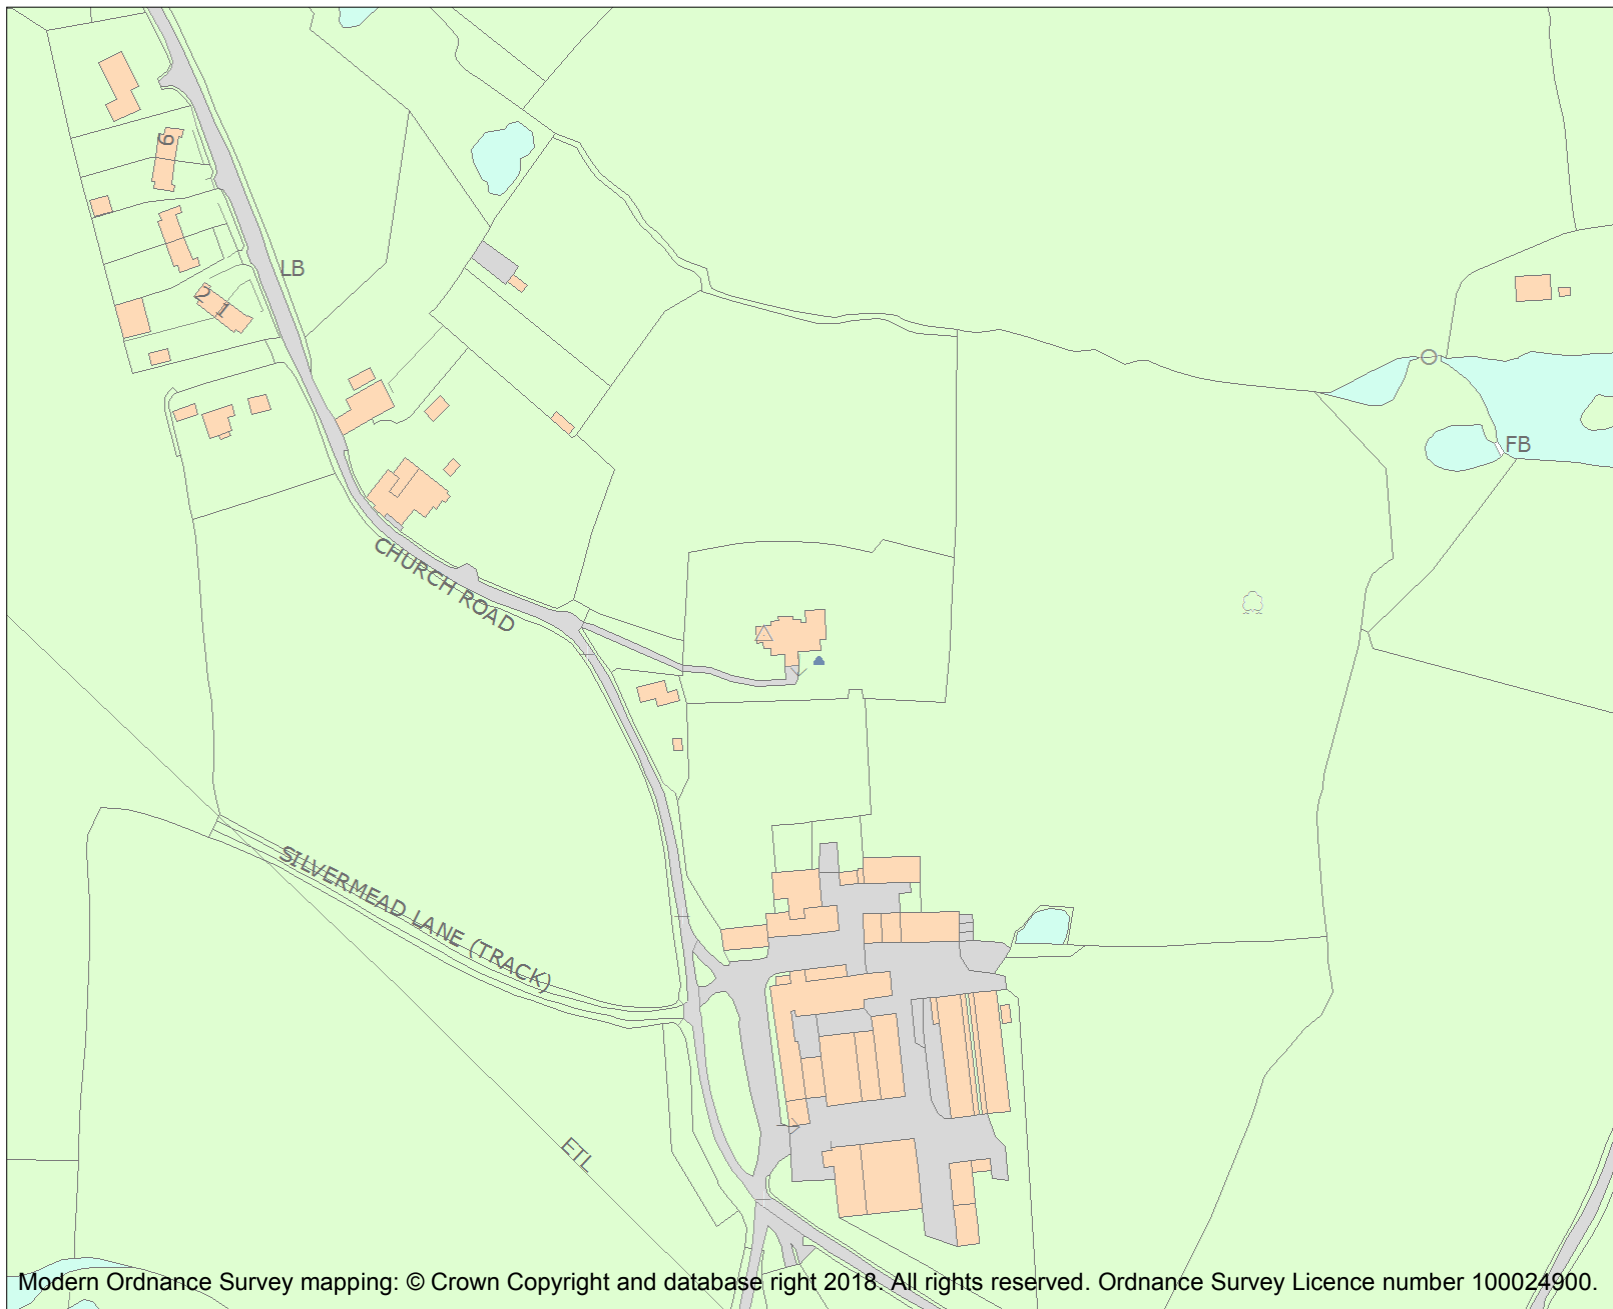 6
LB
2 1
FB
CHURCH ROAD
SILVERMEAD LANE (TRACK)
ETL
Modern Ordnance Survey mapping: © Crown Copyright and database right 2018. All rights reserved. Ordnance Survey Licence number 100024900.